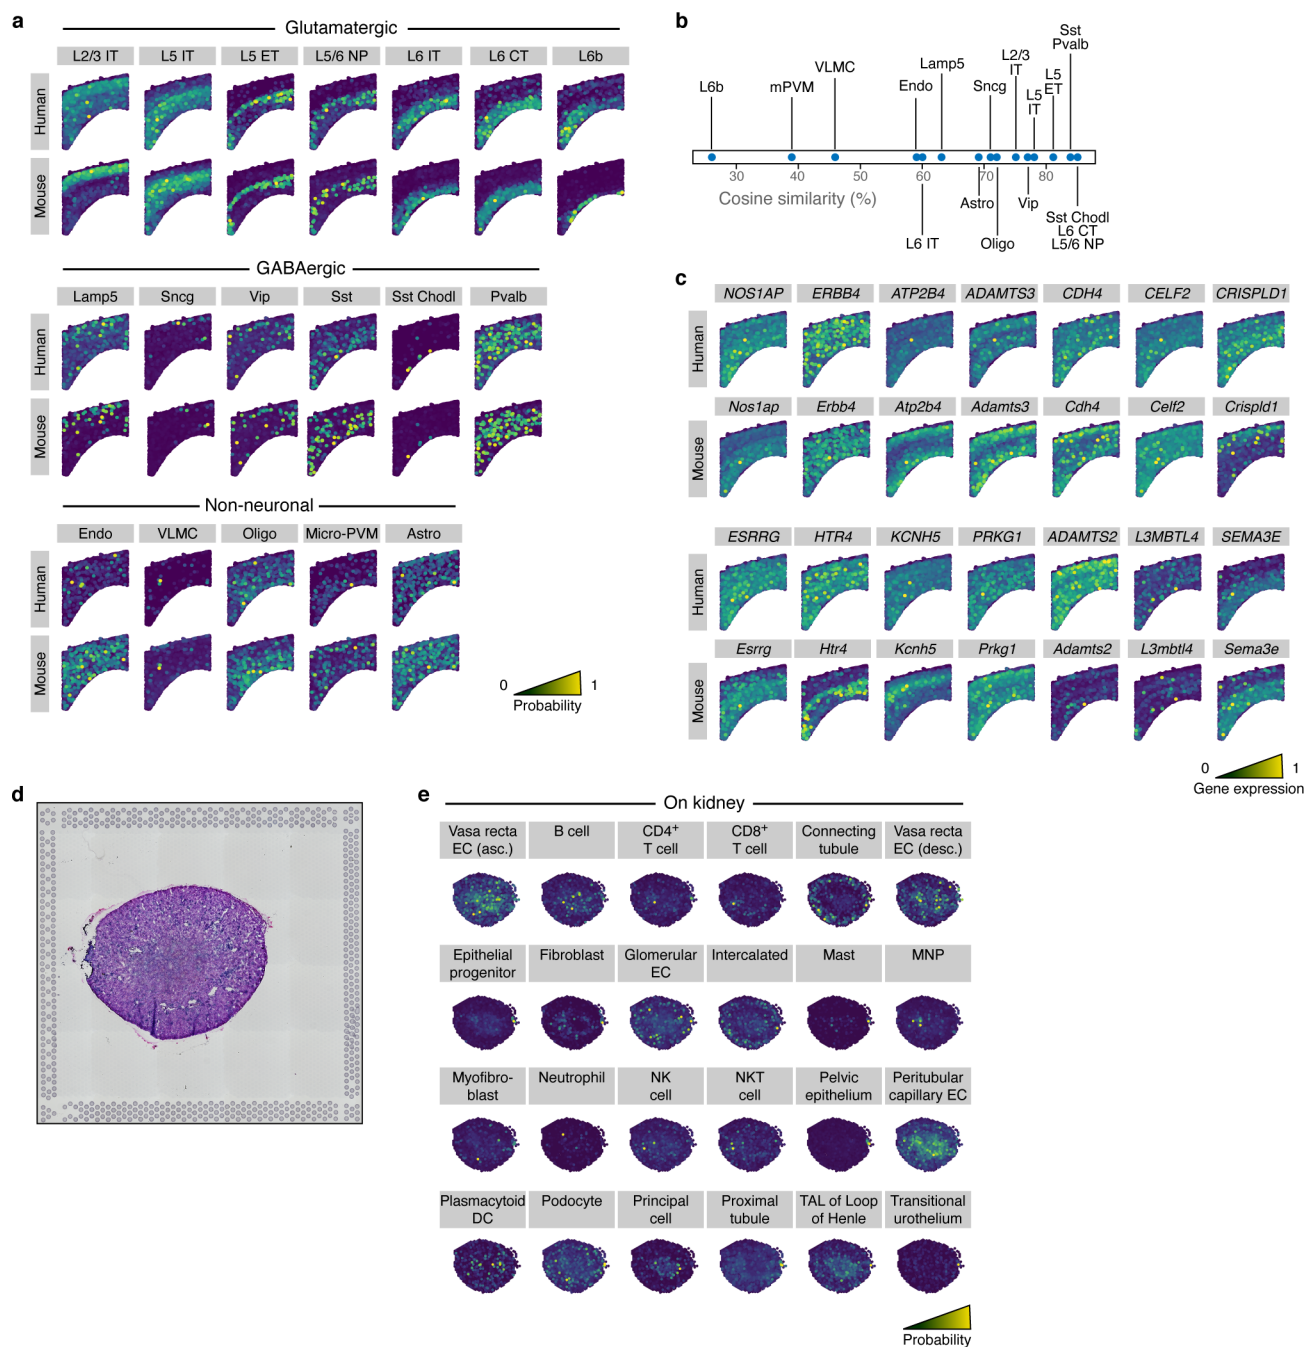 a
Glutamatergic
L2/3 IT L5 IT L5 ET L5/6 NP L6 IT L6 CT L6b
Human
Mouse
GABAergic
Lamp5 Sncg Vip Sst Sst Chodl Pvalb
Human
Mouse
Non-neuronal
Endo VLMC Oligo Micro-PVM Astro
Human
Mouse
0 1
Probability
b
Sst
Pvalb
L2/3
IT
VLMC
Lamp5
L5
ET
L6b
mPVM
Endo
Sncg
L5
IT
30 40 50 60 70 80
Cosine similarity (%)
Astro
Vip
L6 IT
Oligo
Sst Chodl
L6 CT
L5/6 NP
c
NOS1AP ERBB4 ATP2B4 ADAMTS3 CDH4 CELF2 CRISPLD1
Human
Nos1ap Erbb4 Atp2b4 Adamts3 Cdh4 Celf2 Crispld1
Mouse
ESRRG HTR4 KCNH5 PRKG1 ADAMTS2 L3MBTL4 SEMA3E
Human
Esrrg Htr4 Kcnh5 Prkg1 Adamts2 L3mbtl4 Sema3e
Mouse
0 1
Gene expression
d
e
On kidney
Vasa recta B cell CD4+ CD8+ Connecting Vasa recta
EC (asc.) T cell T cell tubule EC (desc.)
Epithelial Fibroblast Glomerular Intercalated Mast MNP
progenitor EC
Myofibro- Neutrophil NK NKT Pelvic Peritubular
blast cell cell epithelium capillary EC
Plasmacytoid Podocyte Principal Proximal TAL of Loop Transitional
DC cell tubule of Henle urothelium
Probability